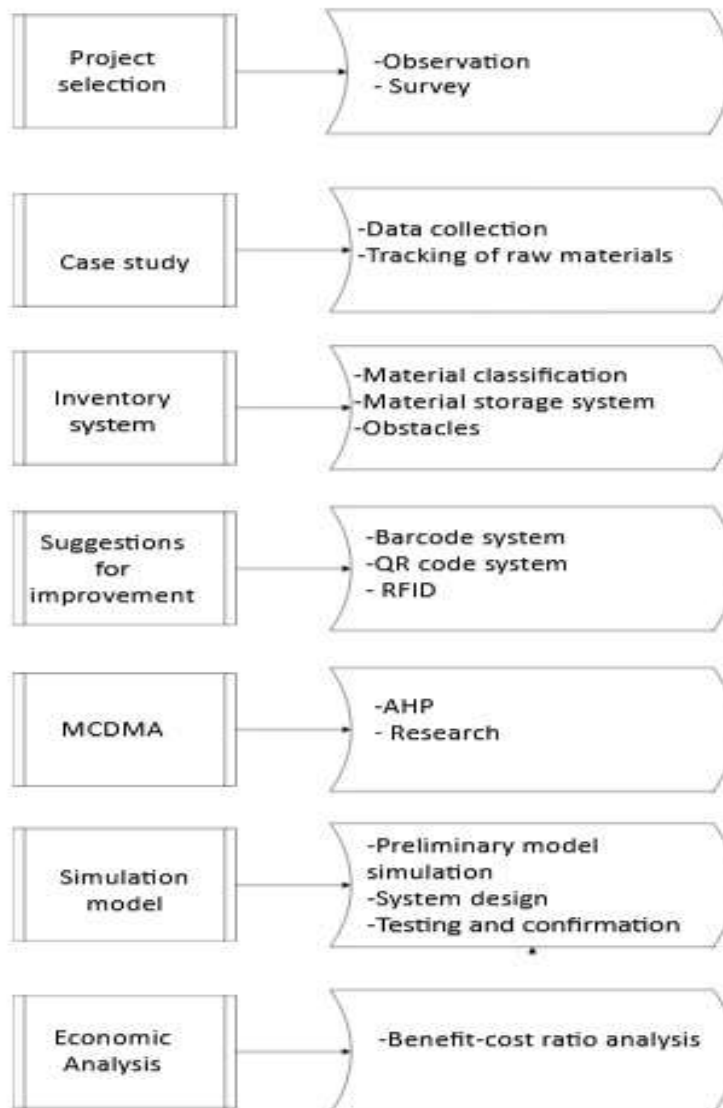 Project
selection
-Observation
- Survey
Case study
-Data collection
-Tracking of raw materials
Inventory
system
-Material classification
-Material storage system
-Obstacles
Suggestions
for
improvement
-Barcode system
-QR code system
- RFID
MCDMA
-AHP
- Research
Simulation
model
-Preliminary model
simulation
-System design
-Testing and confirmation
Economic
Analysis
-Benefit-cost ratio analysis